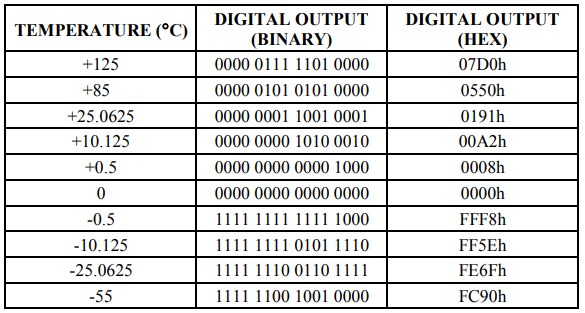 TEMPERATURE (°C) DIGITAL OUTPUT (BINARY) DIGITAL OUTPUT (HEX)
+125 0000 0111 1101 0000 07D0h
+85 0000 0101 0101 0000 0550h
+25.0625 0000 0001 1001 0001 0191h
+10.125 0000 0000 1010 0010 00A2h
+0.5 0000 0000 0000 1000 0008h
0 0000 0000 0000 0000 0000h
-0.5 1111 1111 1111 1000 FFF8h
-10.125 1111 1111 0101 1110 FF5Eh
-25.0625 1111 1110 0110 1111 FE6Fh
-55 1111 1100 1001 0000 FC90h